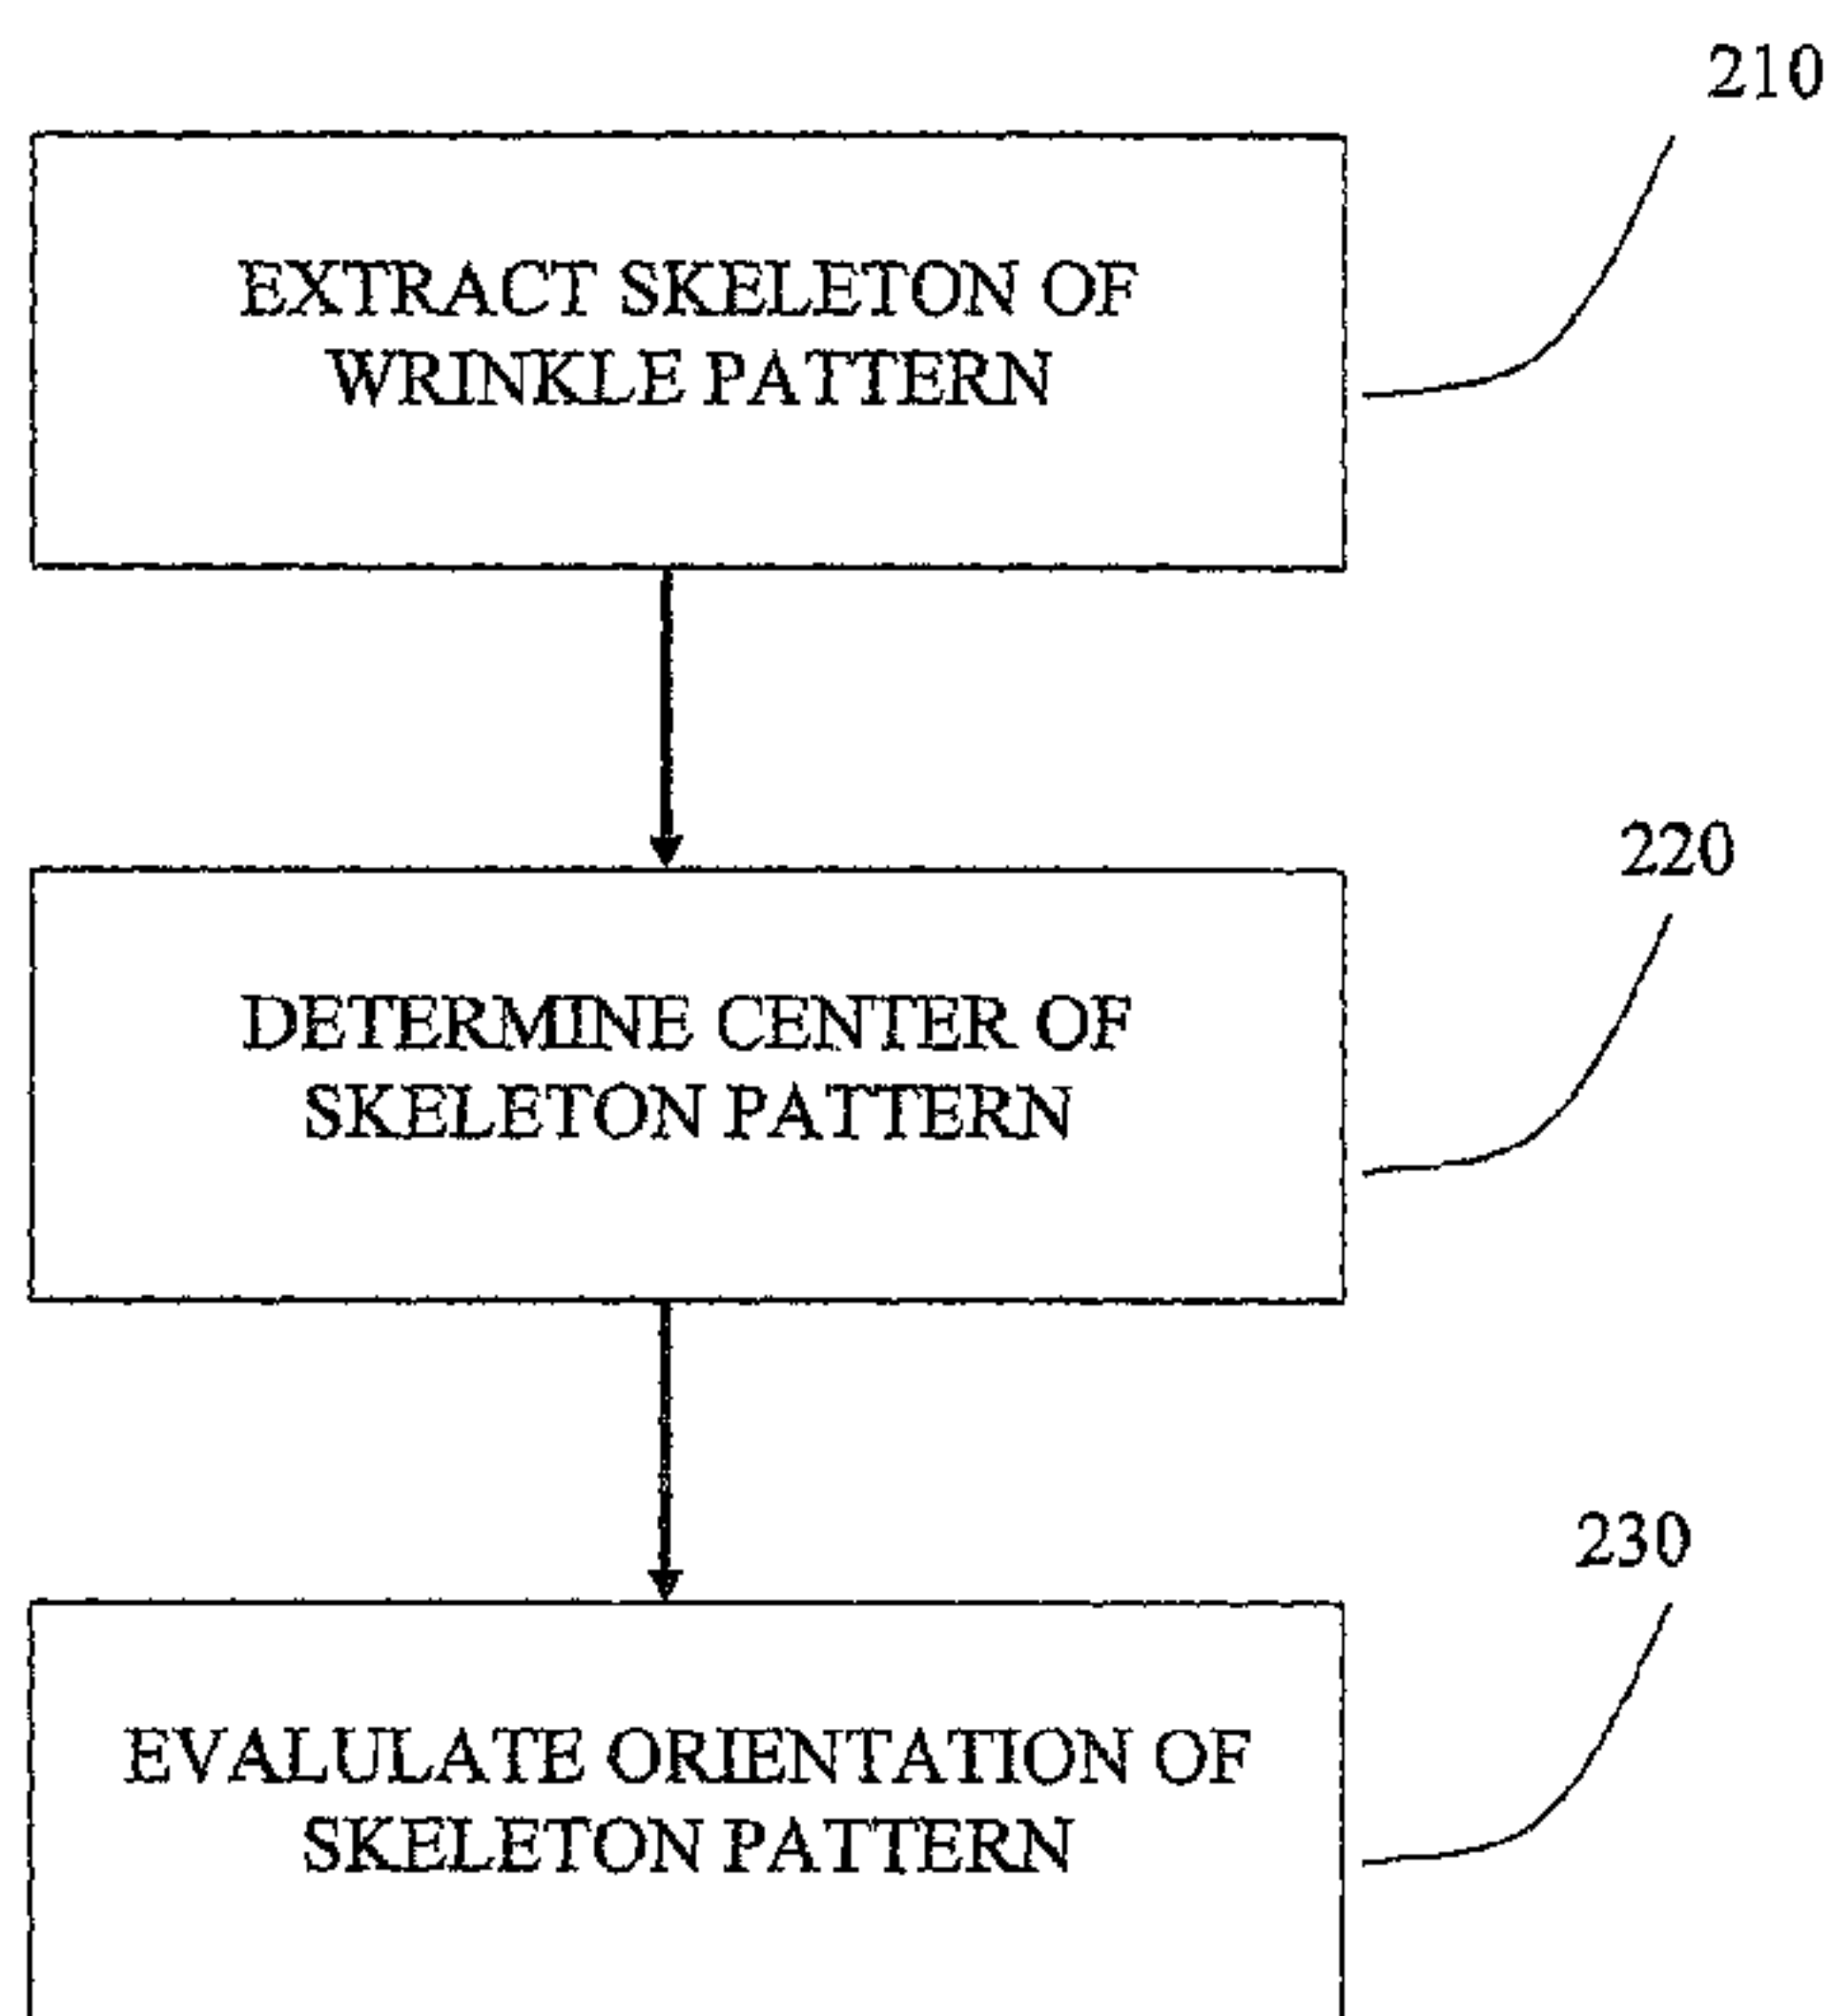 210
EXTRACT SKELETON OF
WRINKLE PATTERN
220
DETERMINE CENTER OF
SKELETON PATTERN
230
EVALULATE ORIENTATION OF
SKELETON PATTERN